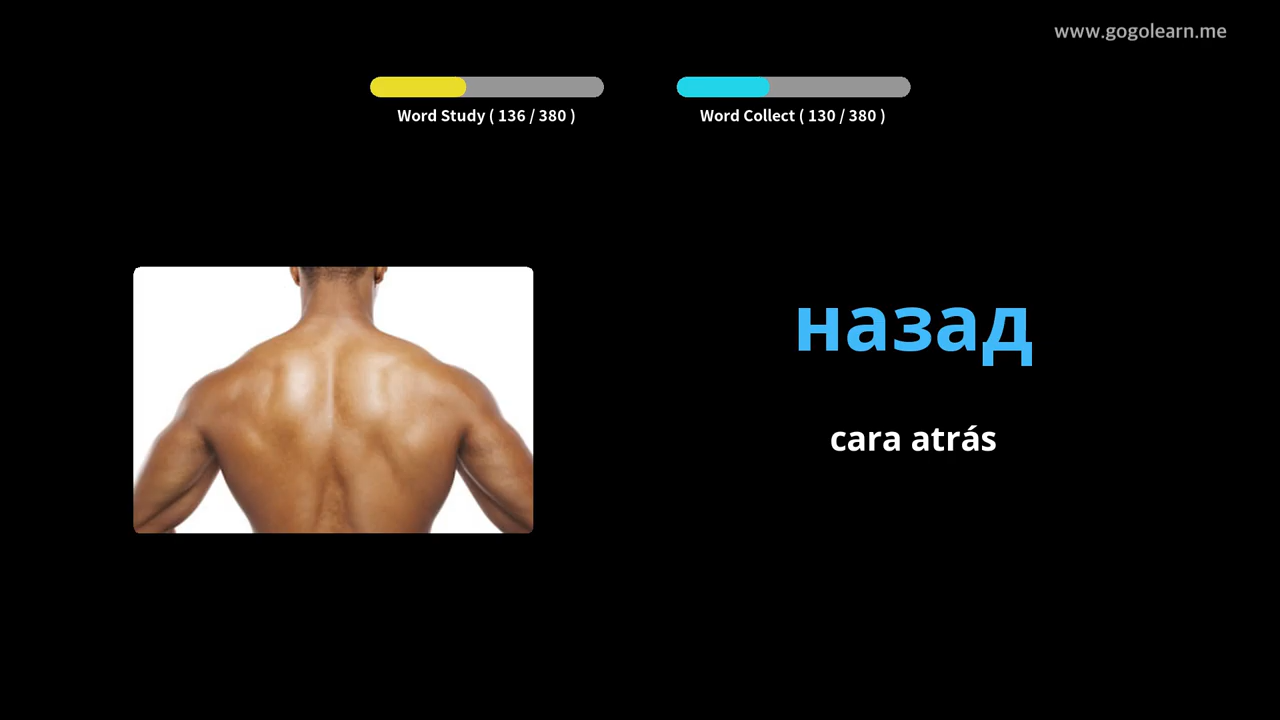 www.gogolearn.me
Word Study ( 136 / 380 )
Word Collect ( 130 / 380 )
назад
cara atrás